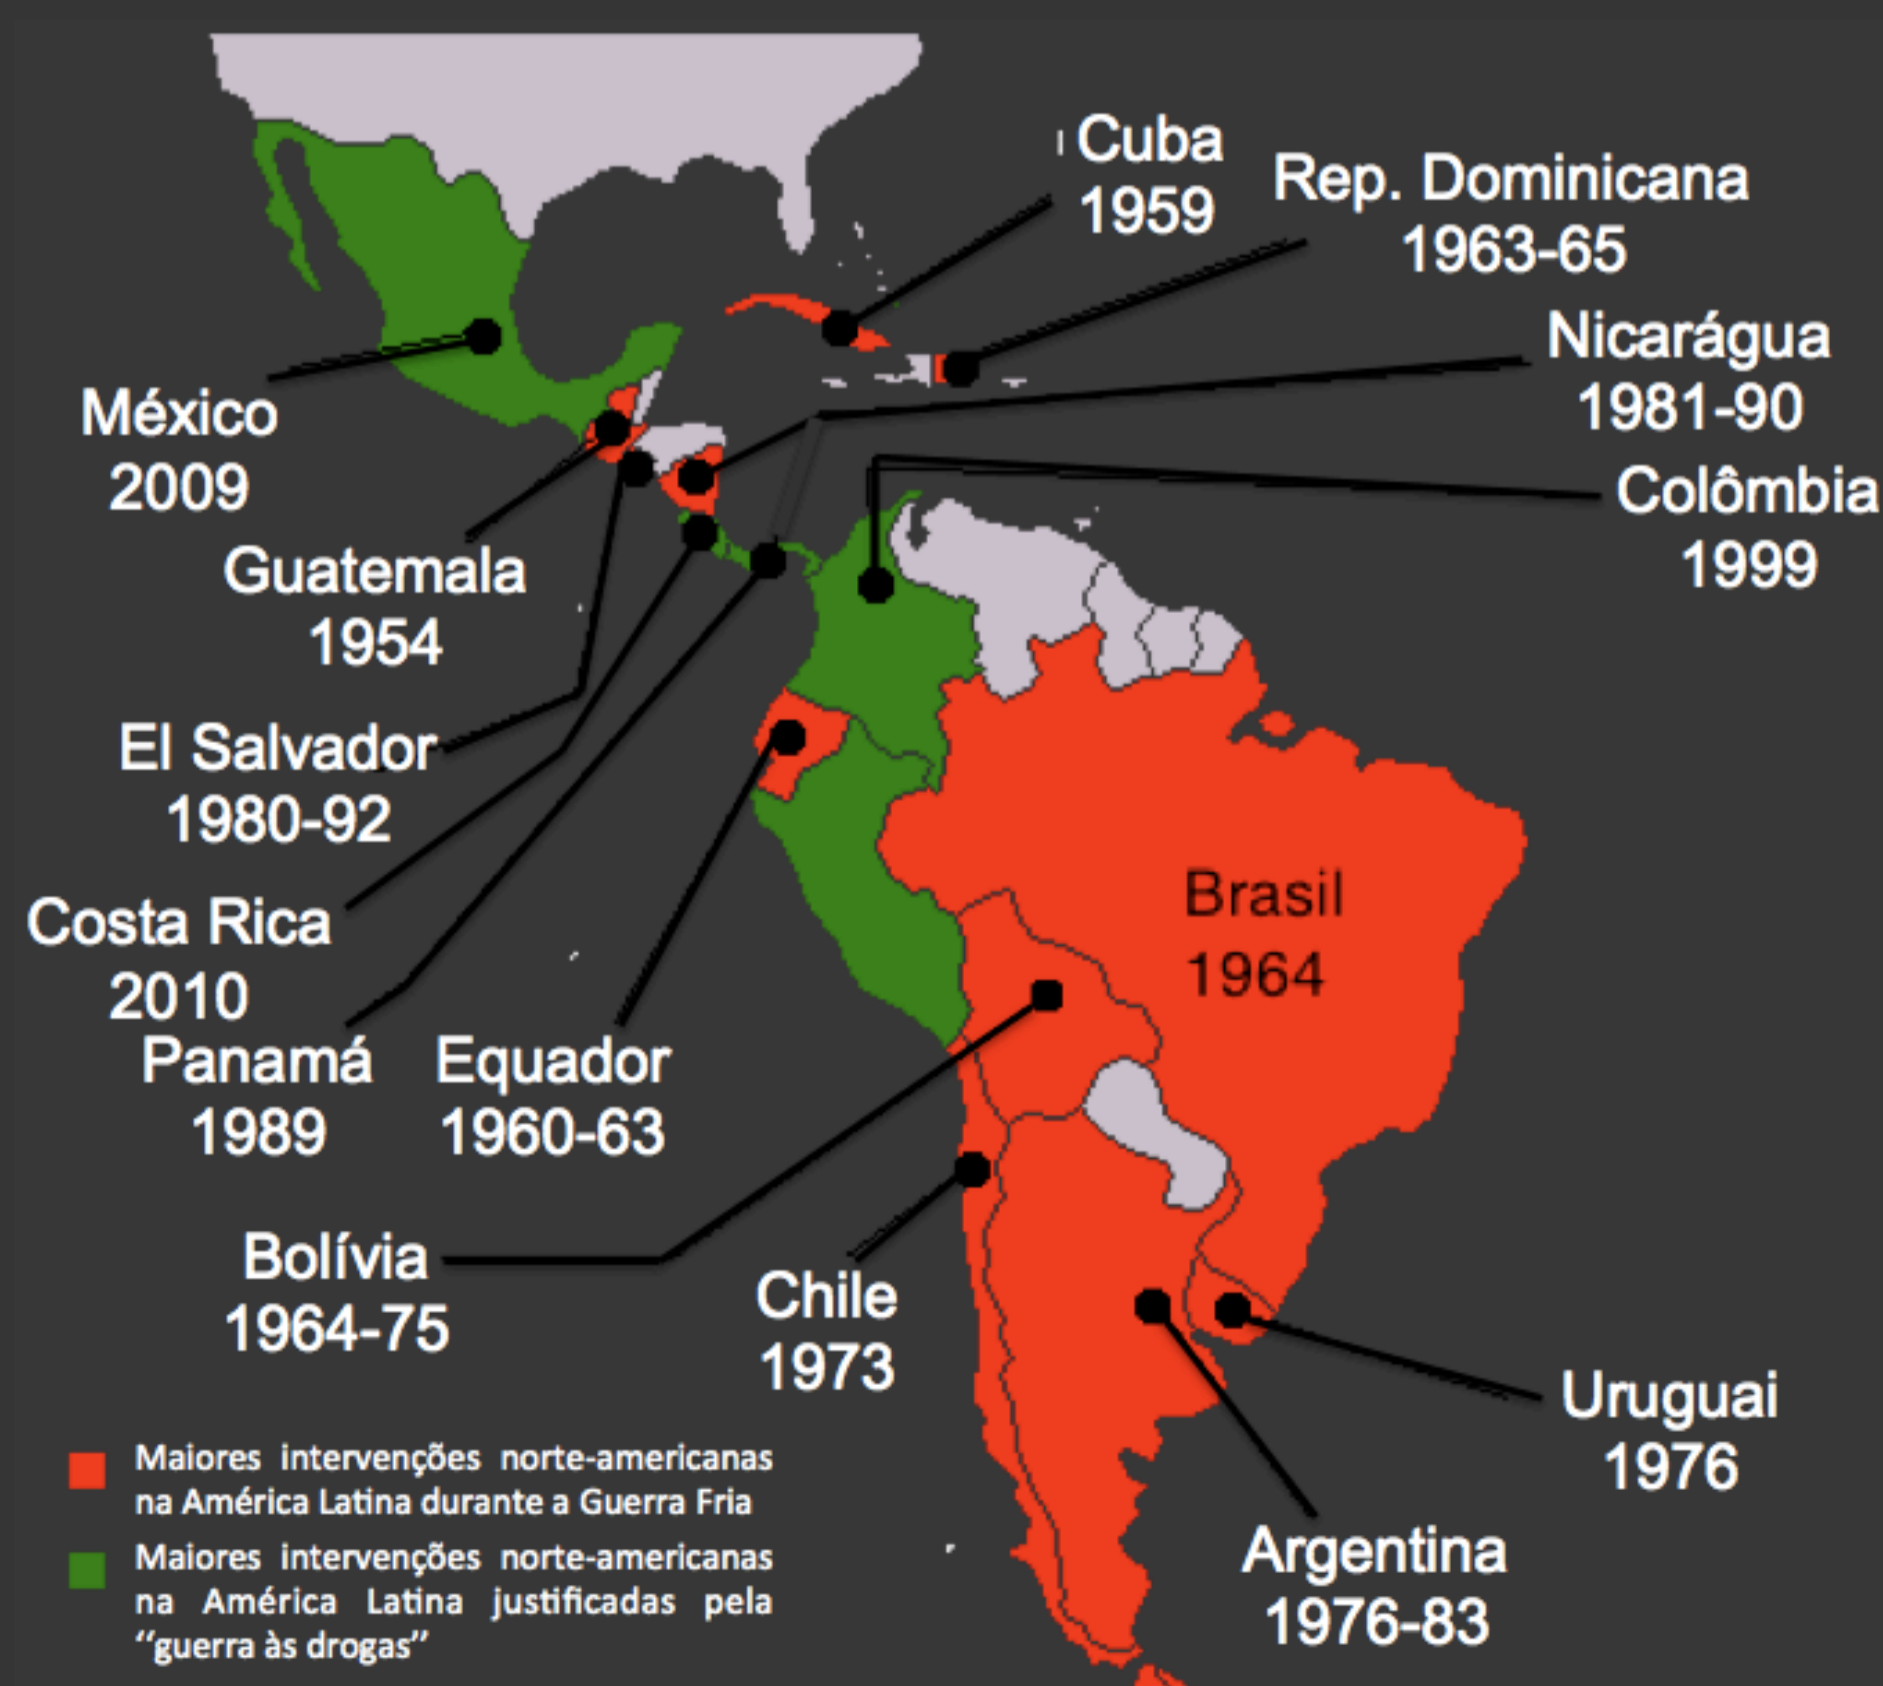 Cuba
1959
Rep. Dominicana
1963-65
Nicarágua
1981-90
Colômbia
1999
México
2009
Guatemala
1954
El Salvador
1980-92
Costa Rica
2010
Panamá
1989
Equador
1960-63
Brasil
1964
Bolívia
1964-75
Chile
1973
Uruguai
1976
Argentina
1976-83
Maiores intervenções norte-americanas
na América Latina durante a Guerra Fria
Maiores intervenções norte-americanas
na América Latina justificadas pela
“guerra às drogas”